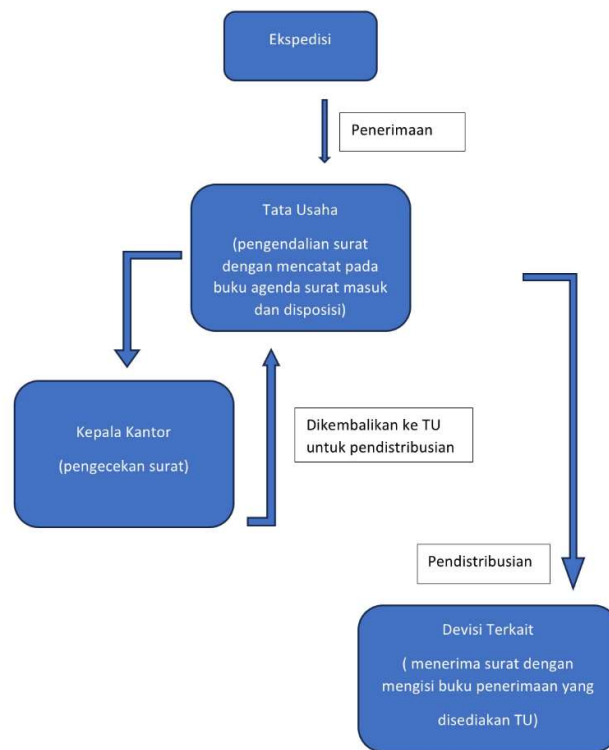 Ekspedisi
Penerimaan
Tata Usaha
(pengendalian surat
dengan mencatat pada
buku agenda surat masuk
dan disposisi)
Kepala Kantor
(pengecekan surat)
Dikembalikan ke TU
untuk pendistribusian
Pendistribusian
Devisi Terkait
( menerima surat dengan
mengisi buku penerimaan yang
disediakan TU)